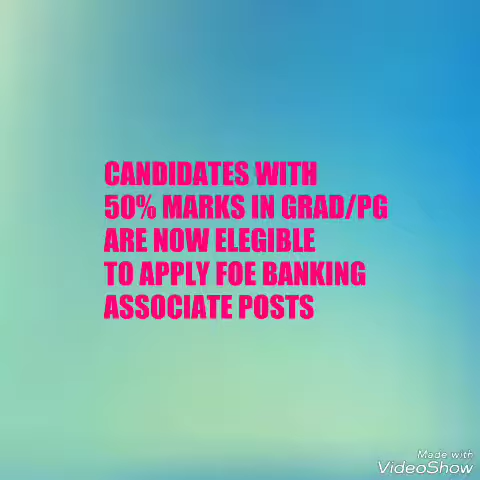 CANDIDATES WITH
50% MARKS IN GRAD/PG
ARE NOW ELEGIBLE
TO APPLY FOE BANKING
ASSOCIATE POSTS
Made with
VideoShow